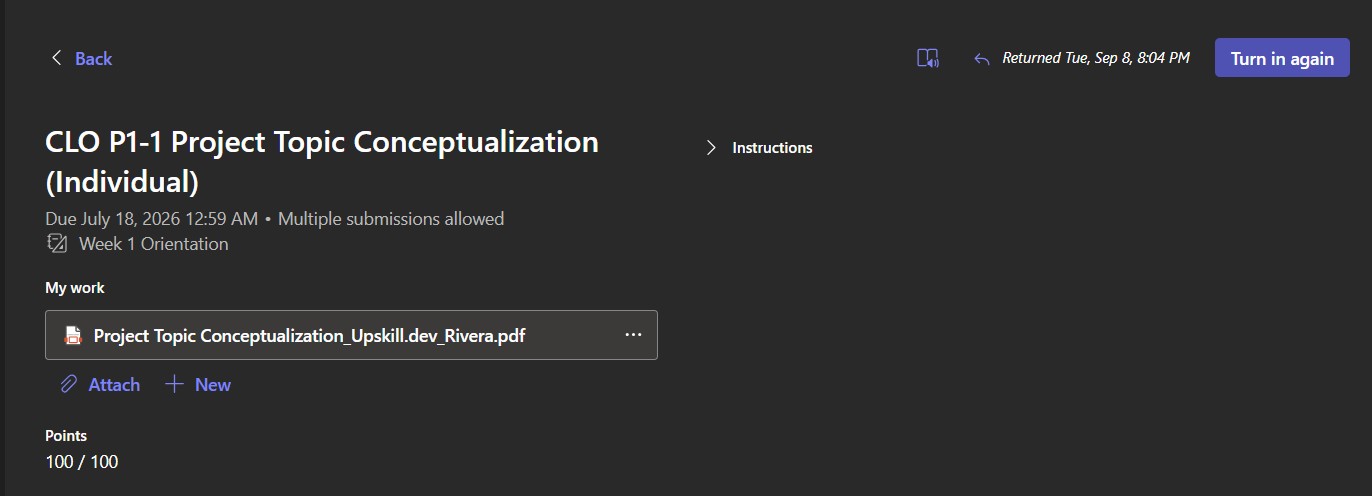 Back
Returned Tue, Sep 8, 8:04 PM
Turn in again
CLO P1-1 Project Topic Conceptualization
(Individual)
Due July 18, 2026 12:59 AM • Multiple submissions allowed
Week 1 Orientation
Instructions
My work
Project Topic Conceptualization_Upskill.dev_Rivera.pdf
Attach
New
Points
100 / 100